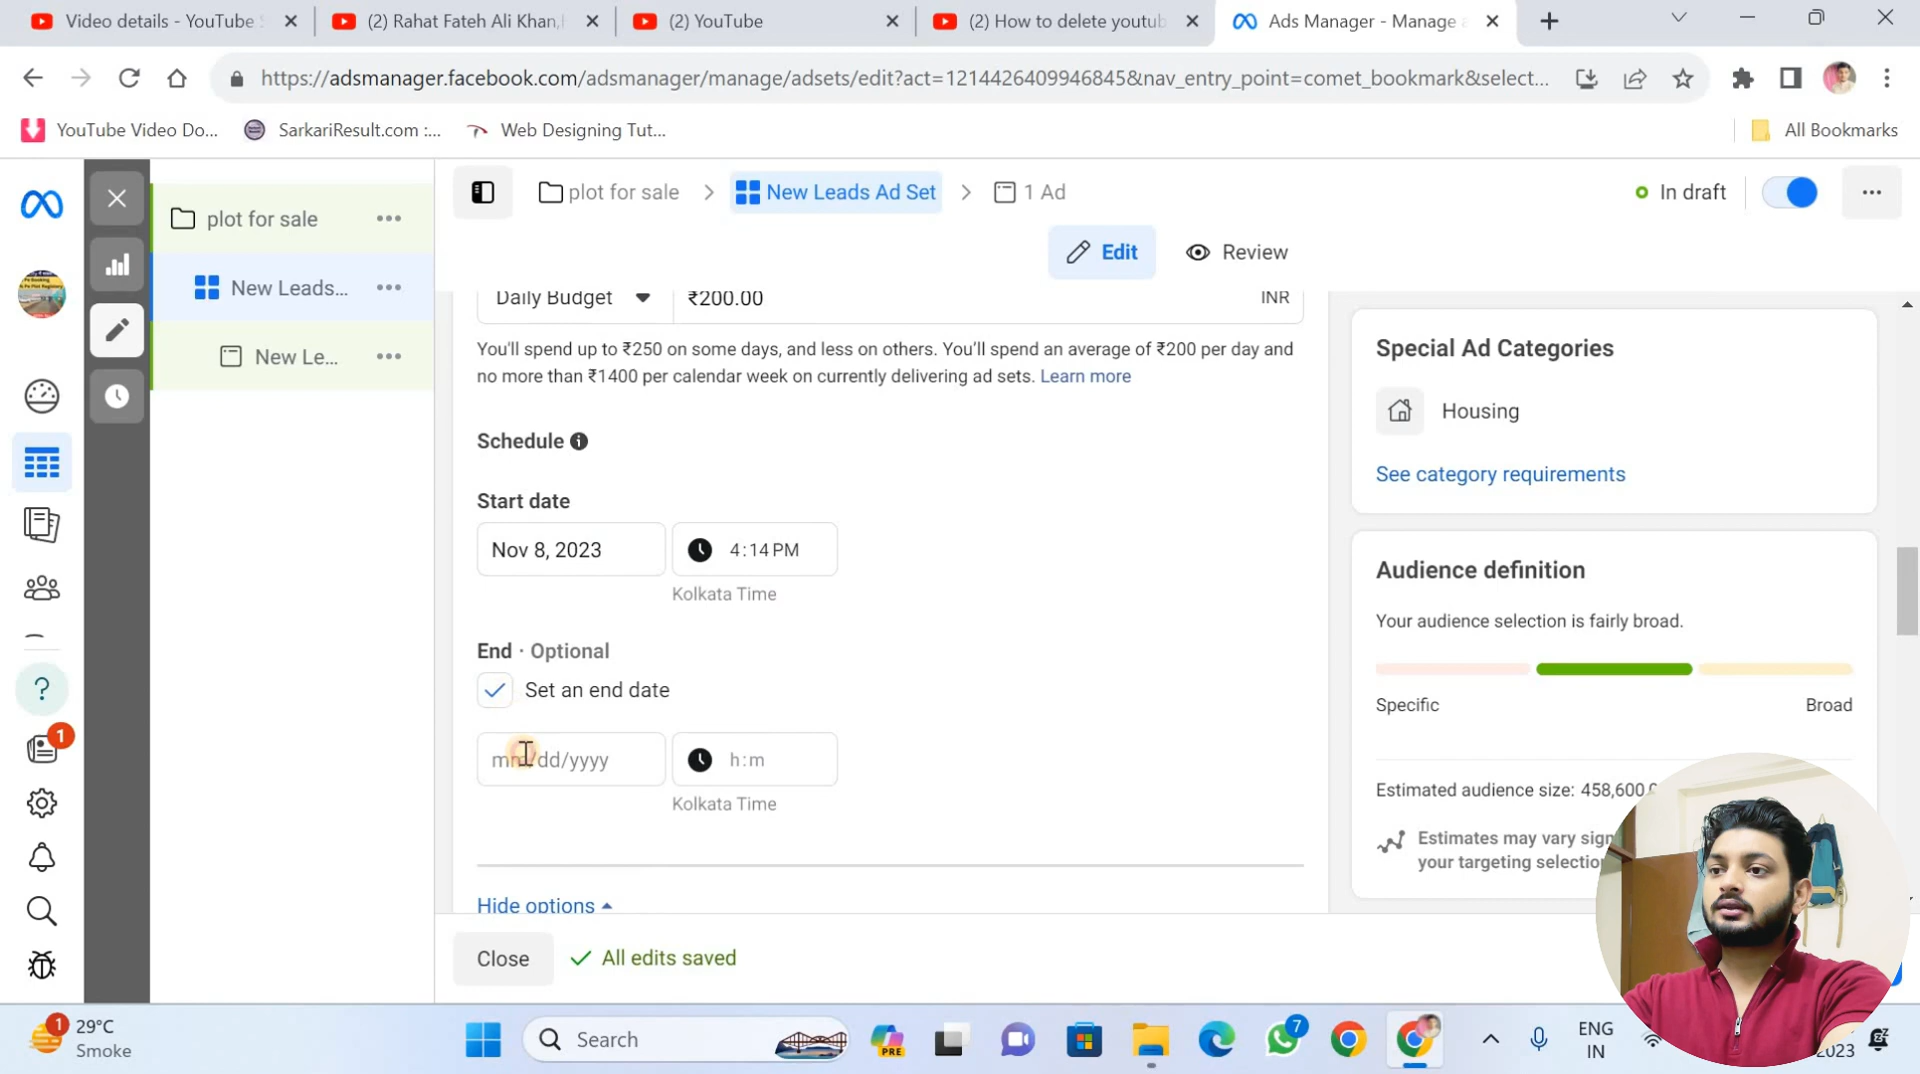 Video details - YouTube S
(2) Rahat Fateh Ali Khan,
(2) YouTube
(2) How to delete youtub
Ads Manager - Manage a
https://adsmanager.facebook.com/adsmanager/manage/adsets/edit?act=1214426409946845&nav_entry_point=comet_bookmark&select...
YouTube Video Do...
SarkariResult.com :...
Web Designing Tut...
All Bookmarks
plot for sale
New Leads...
New Le...
plot for sale
New Leads Ad Set
1 Ad
In draft
Edit
Review
Daily Budget
₹200.00
INR
You'll spend up to ₹250 on some days, and less on others. You'll spend an average of ₹200 per day and
no more than ₹1400 per calendar week on currently delivering ad sets. Learn more
Schedule
Start date
Nov 8, 2023
4:14 PM
Kolkata Time
End · Optional
Set an end date
mm/dd/yyyy
h:m
Kolkata Time
Hide options
Close
All edits saved
Special Ad Categories
Housing
See category requirements
Audience definition
Your audience selection is fairly broad.
Specific
Broad
Estimated audience size: 458,600,
Estimates may vary sign
your targeting selection
1
1
29°C
Smoke
Search
PRE
7
ENG
IN
2023